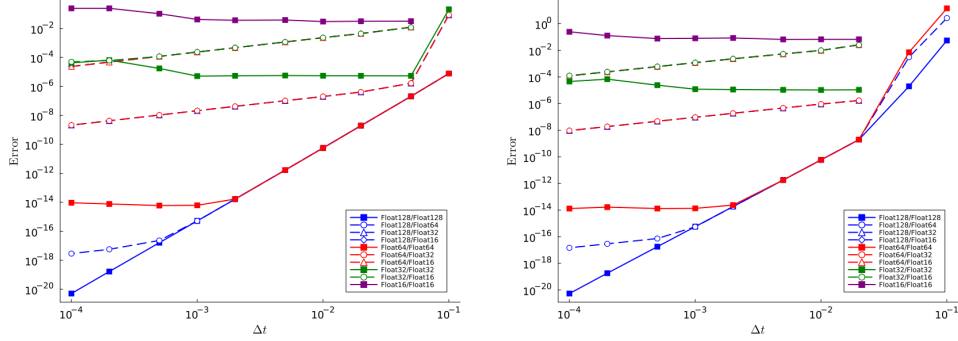 10⁻²
10⁻⁴
10⁻⁶
10⁻⁸
10⁻¹⁰
10⁻¹²
10⁻¹⁴
10⁻¹⁶
10⁻¹⁸
10⁻²⁰
Error
10⁻⁴
10⁻³
10⁻²
10⁻¹
Δt
Float128/Float128
Float128/Float64
Float128/Float32
Float128/Float16
Float64/Float64
Float64/Float32
Float64/Float16
Float32/Float32
Float32/Float16
Float16/Float16
10⁰
10⁻²
10⁻⁴
10⁻⁶
10⁻⁸
10⁻¹⁰
10⁻¹²
10⁻¹⁴
10⁻¹⁶
10⁻¹⁸
10⁻²⁰
Error
10⁻⁴
10⁻³
10⁻²
10⁻¹
Δt
Float128/Float128
Float128/Float64
Float128/Float32
Float128/Float16
Float64/Float64
Float64/Float32
Float64/Float16
Float32/Float32
Float32/Float16
Float16/Float16